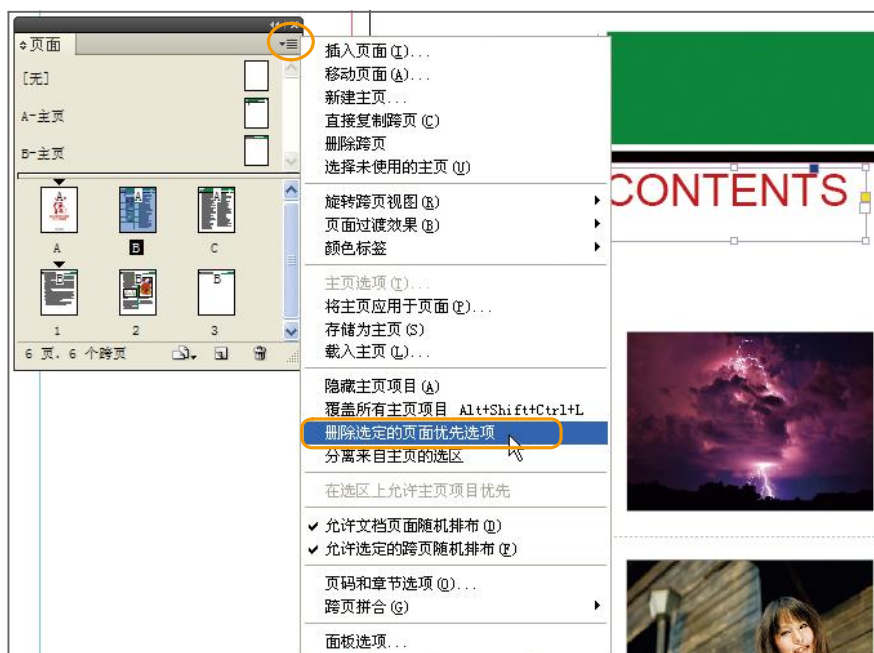 页面
[无]
A-主页
B-主页
A
B
C
1
2
3
6 页, 6 个跨页
插入页面(I)...
移动页面(A)...
新建主页...
直接复制跨页(C)
删除跨页
选择未使用的主页(U)
旋转跨页视图(R)
页面过渡效果(B)
颜色标签
主页选项(T)...
将主页应用于页面(P)...
存储为主页(S)
载入主页(L)...
隐藏主页项目(A)
覆盖所有主页项目 Alt+Shift+Ctrl+L
删除选定的页面优先选项
分离来自主页的选区
在选区上允许主页项目优先
允许文档页面随机排布(D)
允许选定的跨页随机排布(F)
页码和章节选项(O)...
跨页拼合(G)
面板选项...
CONTENTS